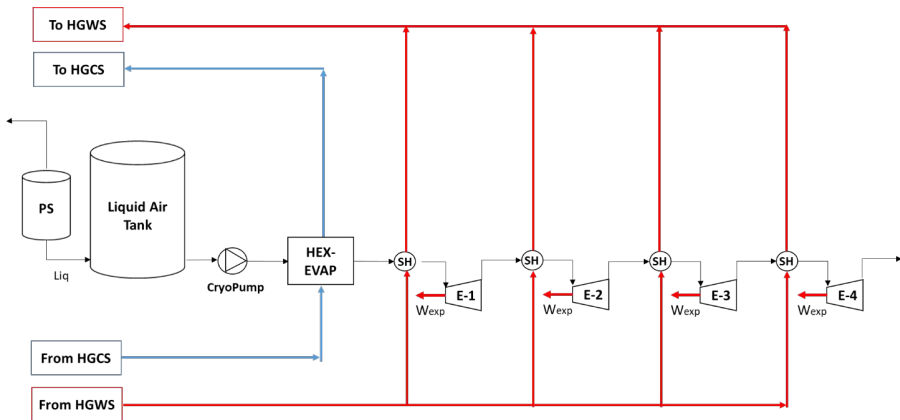 To HGWS
To HGCS
PS
Liquid Air
Tank
Liq
CryoPump
HEX-
EVAP
SH
SH
SH
SH
E-1
E-2
E-3
E-4
Wexp
Wexp
Wexp
Wexp
From HGCS
From HGWS